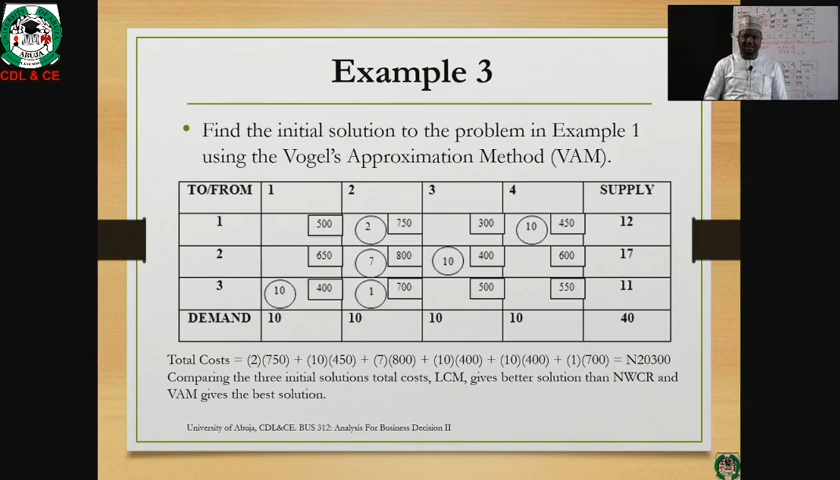 ABUJA
CDL & CE
Example 3
• Find the initial solution to the problem in Example 1
using the Vogel's Approximation Method (VAM).
TO/FROM 1 2 3 4 SUPPLY
1 500 2 750 300 10 450 12
2 650 7 800 10 400 600 17
3 10 400 1 700 500 550 11
DEMAND 10 10 10 10 40
Total Costs = (2)(750) + (10)(450) + (7)(800) + (10)(400) + (10)(400) + (1)(700) = N20300
Comparing the three initial solutions total costs, LCM, gives better solution than NWCR and
VAM gives the best solution.
University of Abuja, CDL&CE. BUS 312: Analysis For Business Decision II